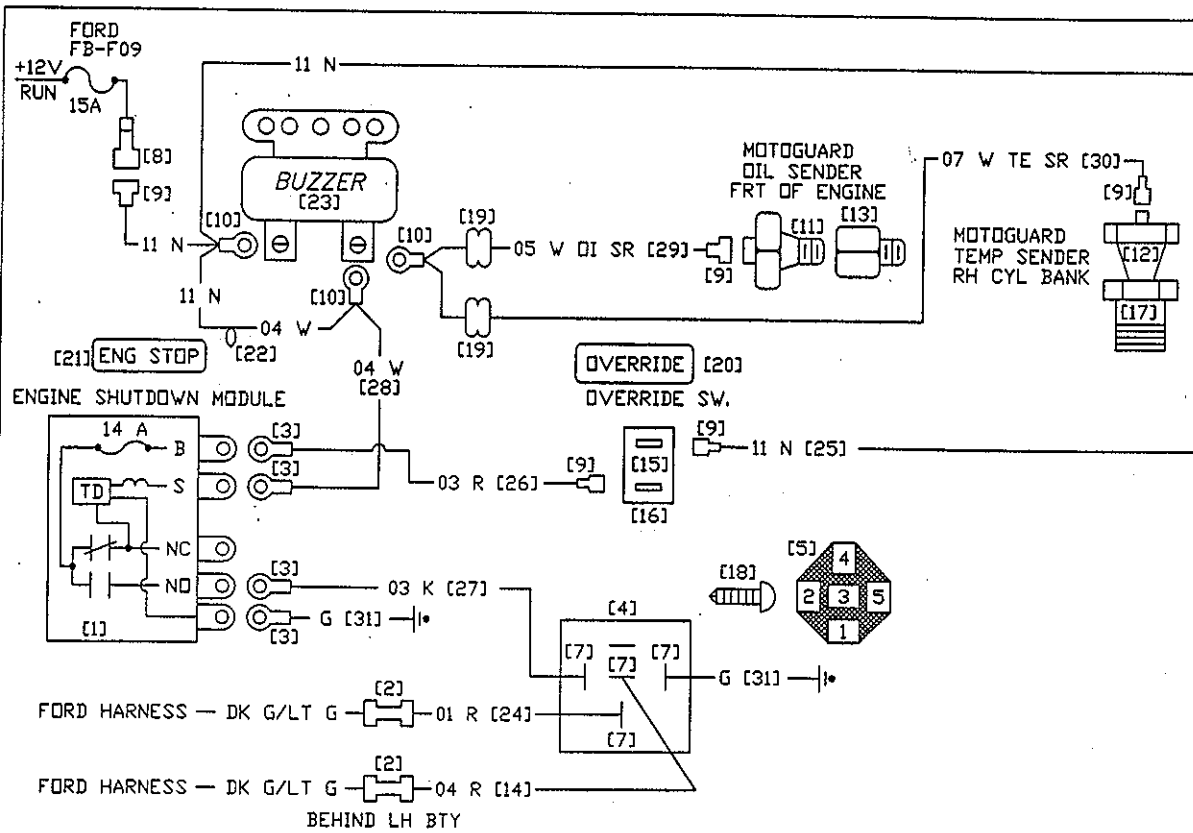 FORD
FB-F09
+12V
RUN
15A
11 N
[8]
[9]
BUZZER
[23]
[10]
11 N
11 N
[10]
[10]
[19]
05 W OI SR [29]
[9]
MOTOGUARD
OIL SENDER
FRT OF ENGINE
[11]
[13]
07 W TE SR [30]
[9]
MOTOGUARD
TEMP SENDER
RH CYL BANK
[12]
[17]
[19]
04 W
[22]
04 W
[28]
[21] ENG STOP
OVERRIDE [20]
OVERRIDE SW.
ENGINE SHUTDOWN MODULE
14 A
B
[3]
S
[3]
TD
NC
NO
[3]
[3]
[1]
03 R [26]
[9]
[15]
[16]
[9]
11 N [25]
03 K [27]
G [31]
[18]
[5]
4
2 3 5
1
[4]
[7] [7] [7]
[7]
G [31]
FORD HARNESS — DK G/LT G
[2]
01 R [24]
FORD HARNESS — DK G/LT G
[2]
04 R [14]
BEHIND LH BTY